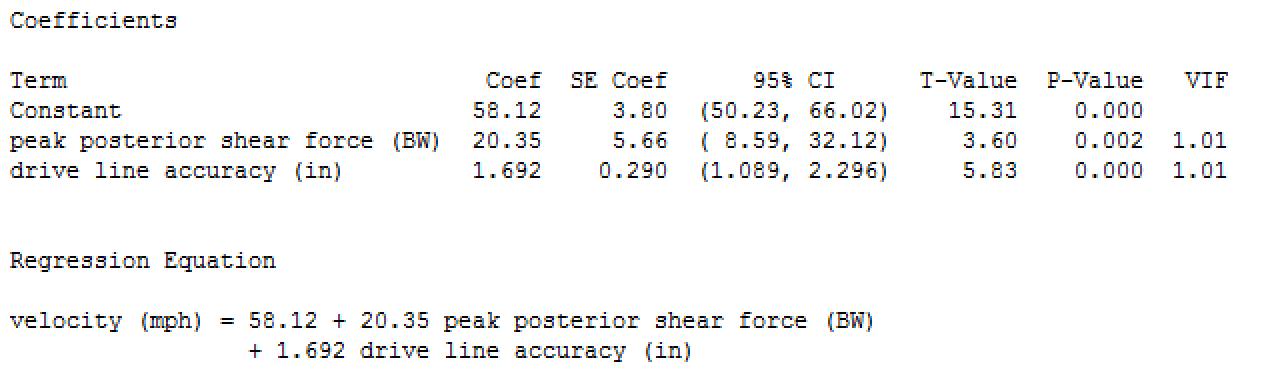 Coefficients
Term Coef SE Coef 95% CI T-Value P-Value VIF
Constant 58.12 3.80 (50.23, 66.02) 15.31 0.000
peak posterior shear force (BW) 20.35 5.66 ( 8.59, 32.12) 3.60 0.002 1.01
drive line accuracy (in) 1.692 0.290 (1.089, 2.296) 5.83 0.000 1.01
Regression Equation
velocity (mph) = 58.12 + 20.35 peak posterior shear force (BW)
+ 1.692 drive line accuracy (in)